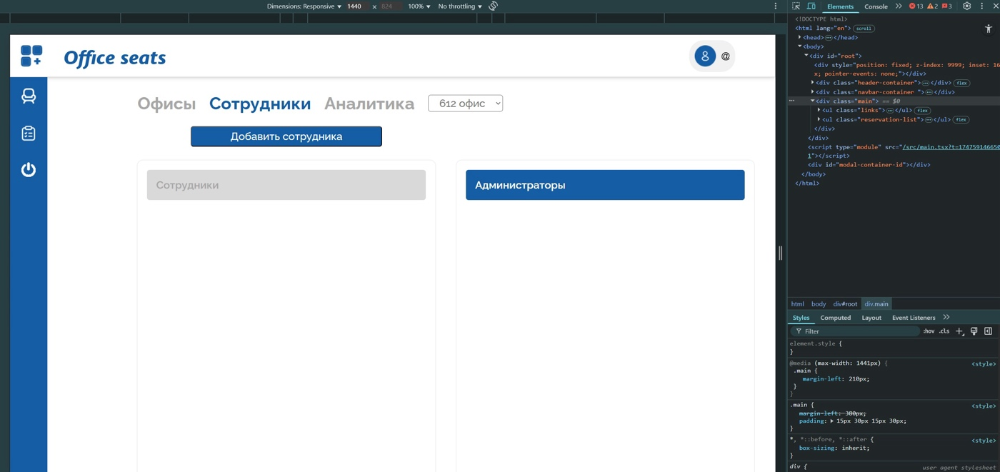 Dimensions: Responsive ▼ 1440 × 824 100% ▼ No throttling ▼
Office seats
@
Офисы Сотрудники Аналитика 612 офис
Добавить сотрудника
Сотрудники
Администраторы
Elements Console 13 2 3
<!DOCTYPE html>
<html lang="en"> scroll
<head> ⋯ </head>
<body>
<div id="root">
<div style="position: fixed; z-index: 9999; inset: 16
x; pointer-events: none;"></div>
<div class="header-container"> ⋯ </div> flex
<div class="navbar-container "> ⋯ </div>
<div class="main"> == $0
<ul class="links"> ⋯ </ul> flex
<ul class="reservation-list"> ⋯ </ul> flex
</div>
</div>
<script type="module" src="/src/main.tsx?t=174759146650
1"></script>
<div id="modal-container-id"></div>
</body>
</html>
html body div#root div.main
Styles Computed Layout Event Listeners
Filter :hov .cls
element.style {
}
@media (max-width: 1441px) { <style>
.main {
margin-left: 210px;
}
}
.main { <style>
margin-left: 380px;
padding: 15px 30px 15px 30px;
}
*, *::before, *::after { <style>
box-sizing: inherit;
}
div { user agent stylesheet